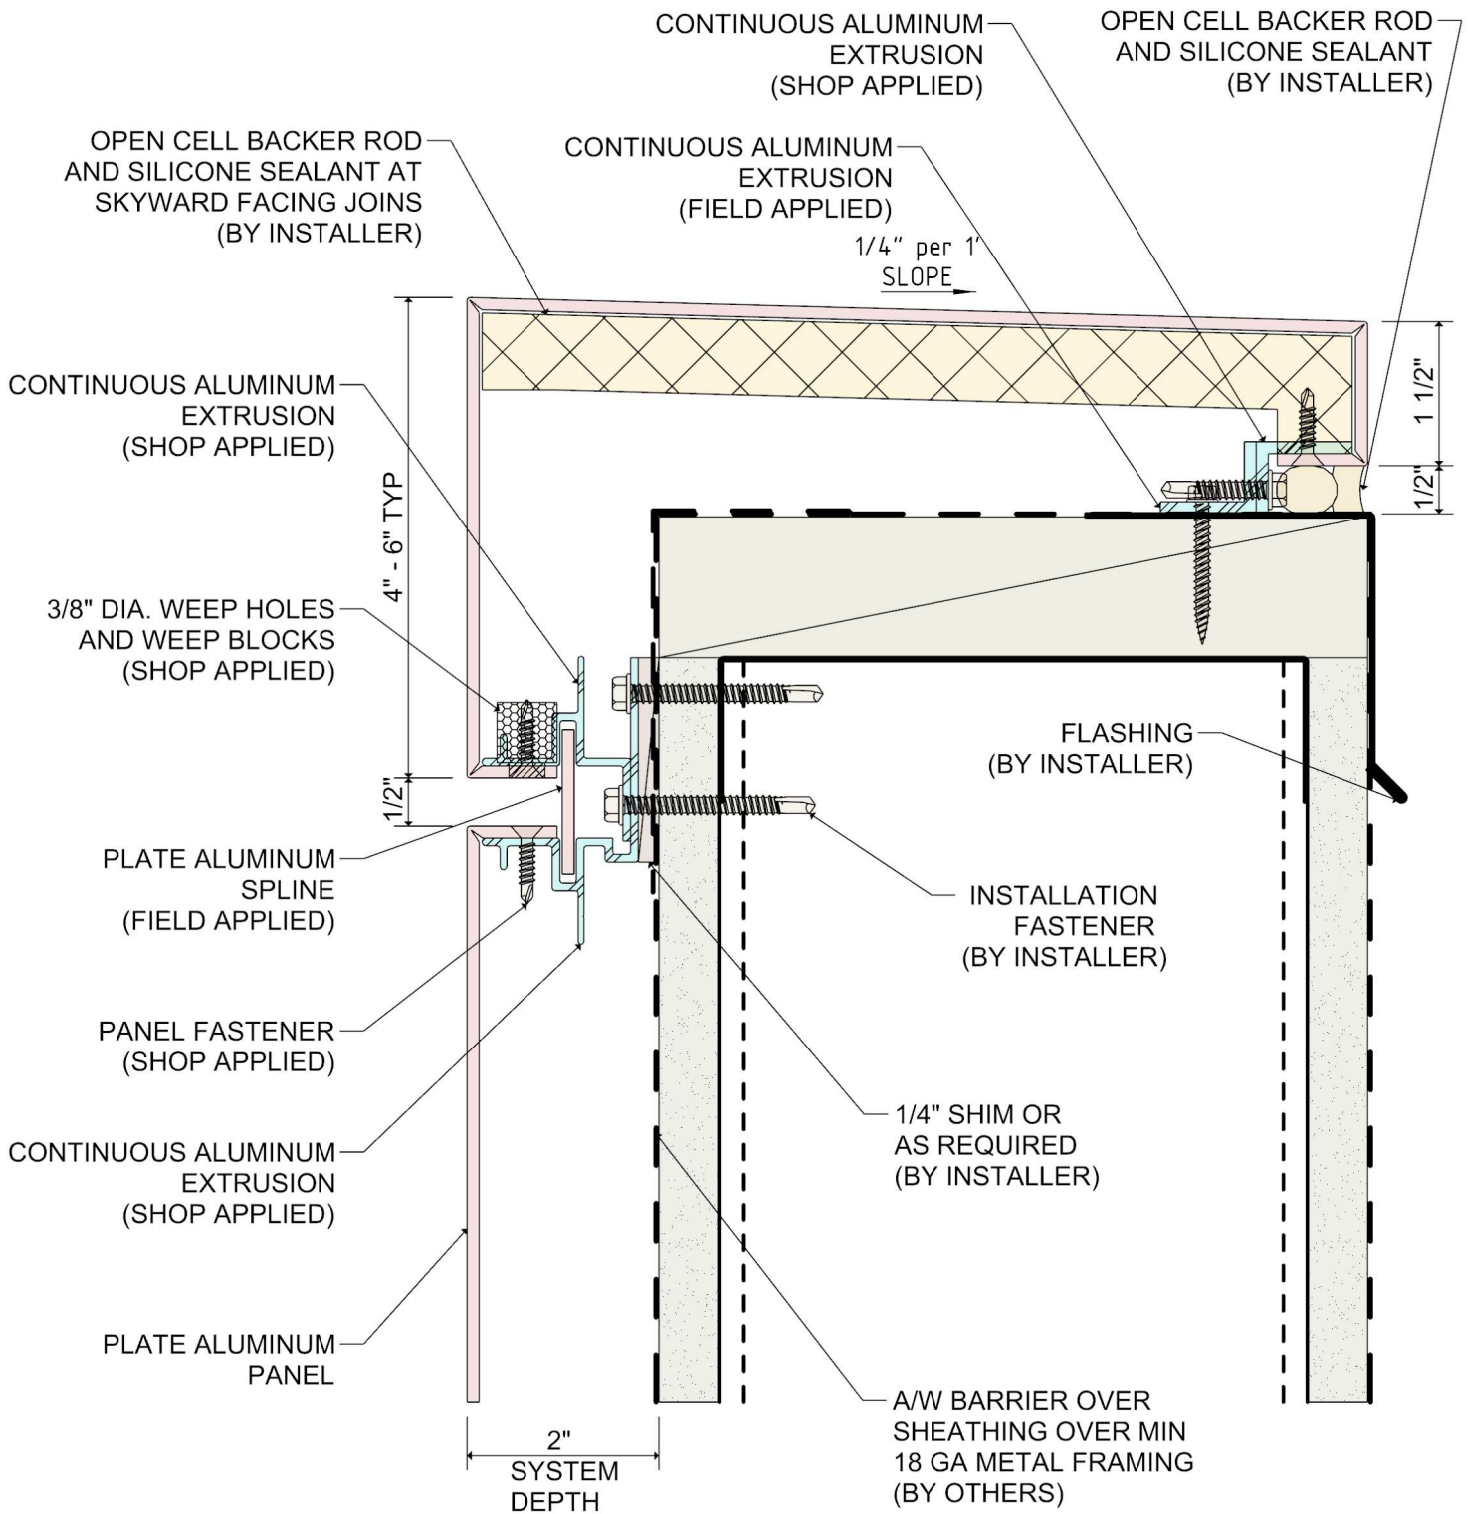 CONTINUOUS ALUMINUM
EXTRUSION
(SHOP APPLIED)
OPEN CELL BACKER ROD
AND SILICONE SEALANT
(BY INSTALLER)
OPEN CELL BACKER ROD
AND SILICONE SEALANT AT
SKYWARD FACING JOINS
(BY INSTALLER)
CONTINUOUS ALUMINUM
EXTRUSION
(FIELD APPLIED)
1/4" per 1'
SLOPE
CONTINUOUS ALUMINUM
EXTRUSION
(SHOP APPLIED)
1 1/2"
1/2"
4" - 6" TYP
3/8" DIA. WEEP HOLES
AND WEEP BLOCKS
(SHOP APPLIED)
1/2"
FLASHING
(BY INSTALLER)
PLATE ALUMINUM
SPLINE
(FIELD APPLIED)
INSTALLATION
FASTENER
(BY INSTALLER)
PANEL FASTENER
(SHOP APPLIED)
1/4" SHIM OR
AS REQUIRED
(BY INSTALLER)
CONTINUOUS ALUMINUM
EXTRUSION
(SHOP APPLIED)
PLATE ALUMINUM
PANEL
A/W BARRIER OVER
SHEATHING OVER MIN
18 GA METAL FRAMING
(BY OTHERS)
2"
SYSTEM
DEPTH